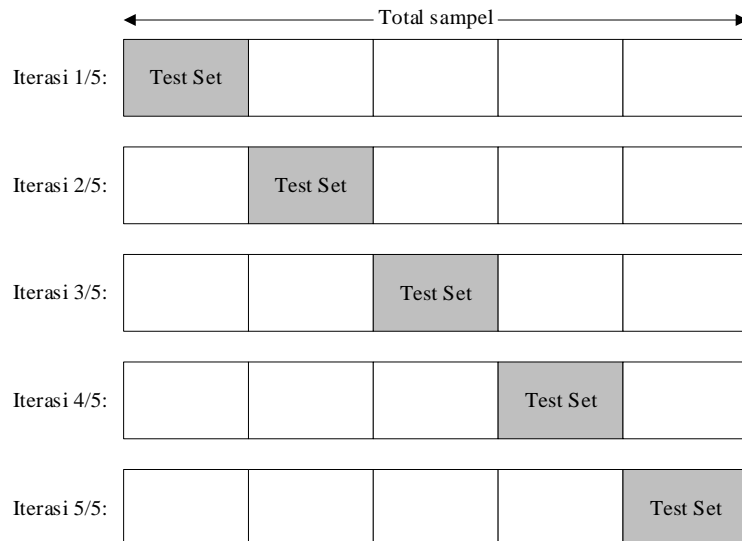 Total sampel
Iterasi 1/5:
Test Set
Iterasi 2/5:
Test Set
Iterasi 3/5:
Test Set
Iterasi 4/5:
Test Set
Iterasi 5/5:
Test Set